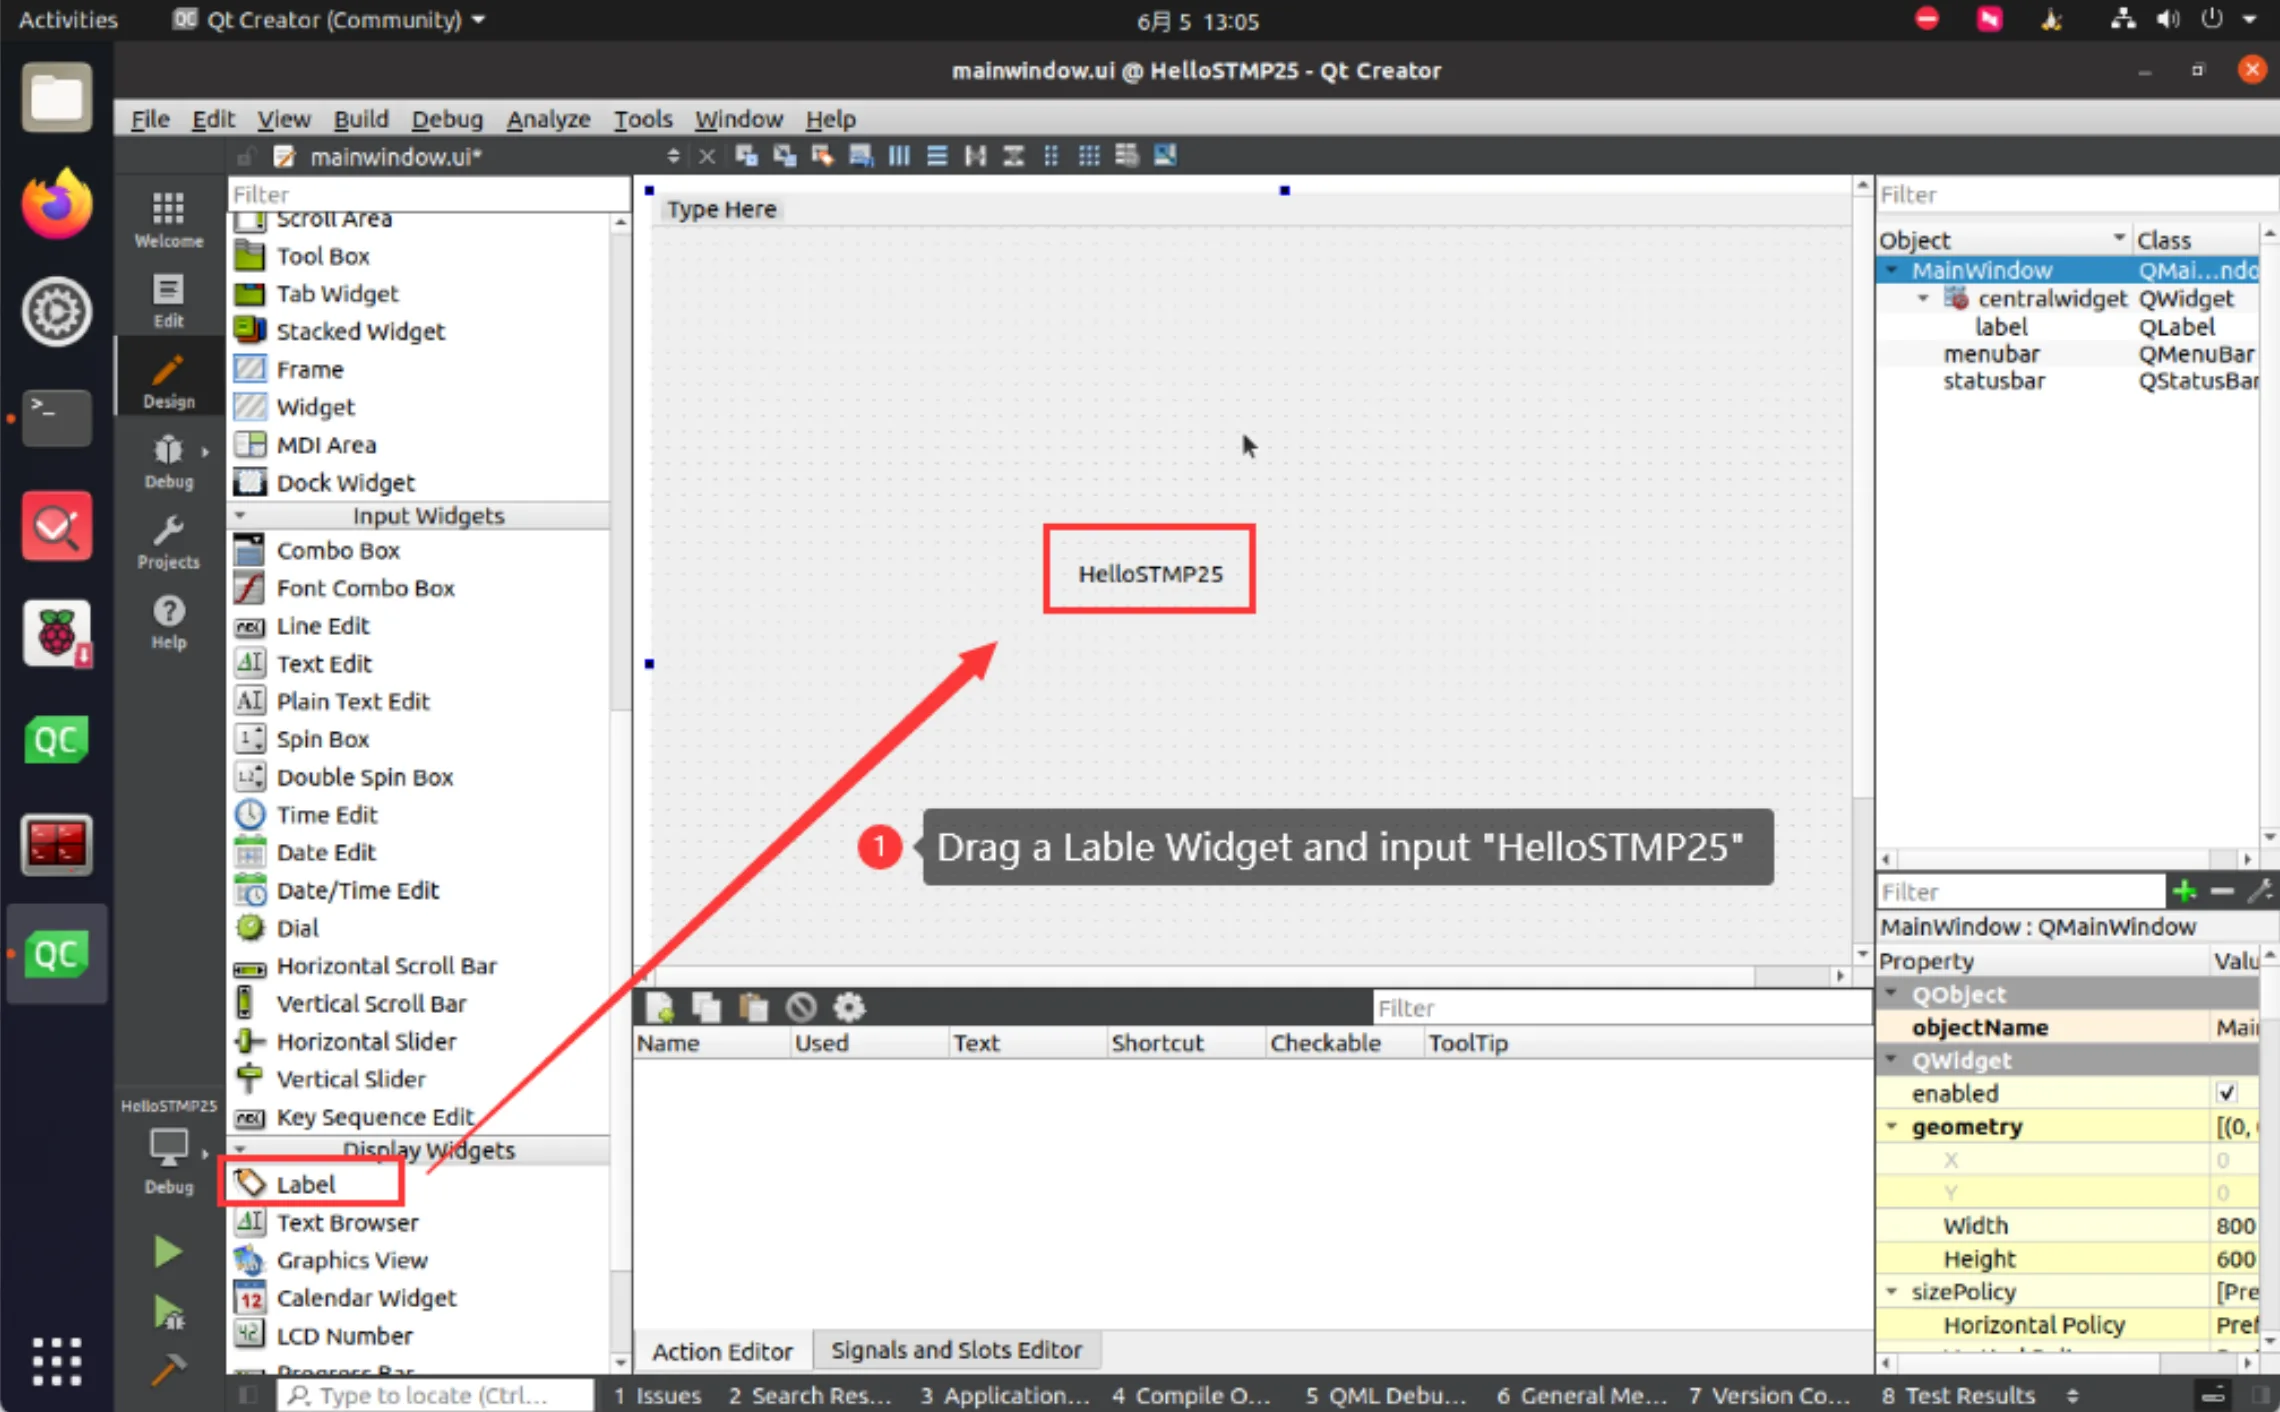 Activities
Qt Creator (Community)
6月 5 13:05
mainwindow.ui @ HelloSTMP25 - Qt Creator
File Edit View Build Debug Analyze Tools Window Help
mainwindow.ui*
Welcome
Edit
Design
Debug
Projects
Help
HelloSTMP25
Debug
Filter
Scroll Area
Tool Box
Tab Widget
Stacked Widget
Frame
Widget
MDI Area
Dock Widget
Input Widgets
Combo Box
Font Combo Box
Line Edit
Text Edit
Plain Text Edit
Spin Box
Double Spin Box
Time Edit
Date Edit
Date/Time Edit
Dial
Horizontal Scroll Bar
Vertical Scroll Bar
Horizontal Slider
Vertical Slider
Key Sequence Edit
Display Widgets
Label
Text Browser
Graphics View
Calendar Widget
LCD Number
Progress Bar
Type Here
HelloSTMP25
1 Drag a Lable Widget and input "HelloSTMP25"
Filter
Name Used Text Shortcut Checkable ToolTip
Action Editor Signals and Slots Editor
Filter
Object Class
MainWindow QMai...ndo
centralwidget QWidget
label QLabel
menubar QMenuBar
statusbar QStatusBar
Filter
MainWindow : QMainWindow
Property Valu
QObject
objectName Mai
QWidget
enabled
geometry [(0,
X 0
Y 0
Width 800
Height 600
sizePolicy [Pre
Horizontal Policy Pref
Type to locate (Ctrl...
1 Issues 2 Search Res... 3 Application... 4 Compile O... 5 QML Debu... 6 General Me... 7 Version Co... 8 Test Results